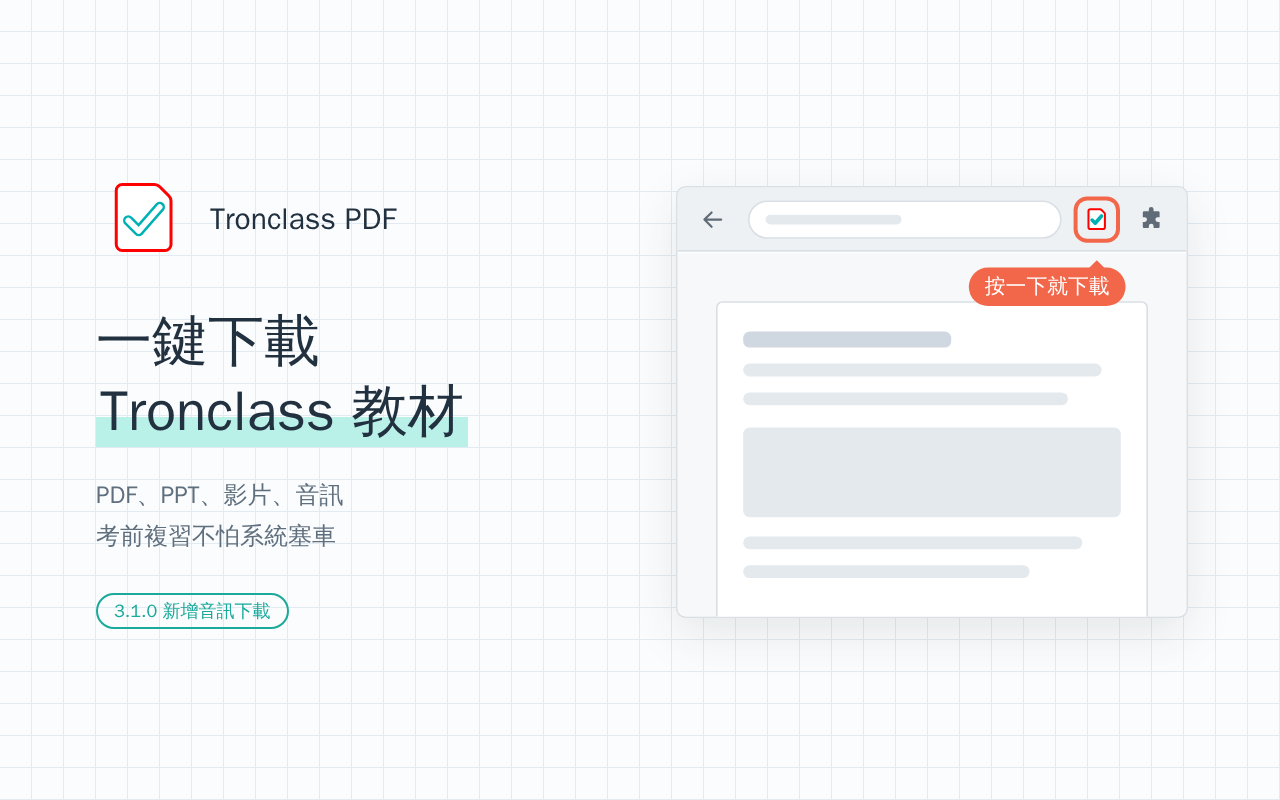 Tronclass PDF
一鍵下載
Tronclass 教材
PDF、PPT、影片、音訊
考前複習不怕系統塞車
3.1.0 新增音訊下載
按一下就下載